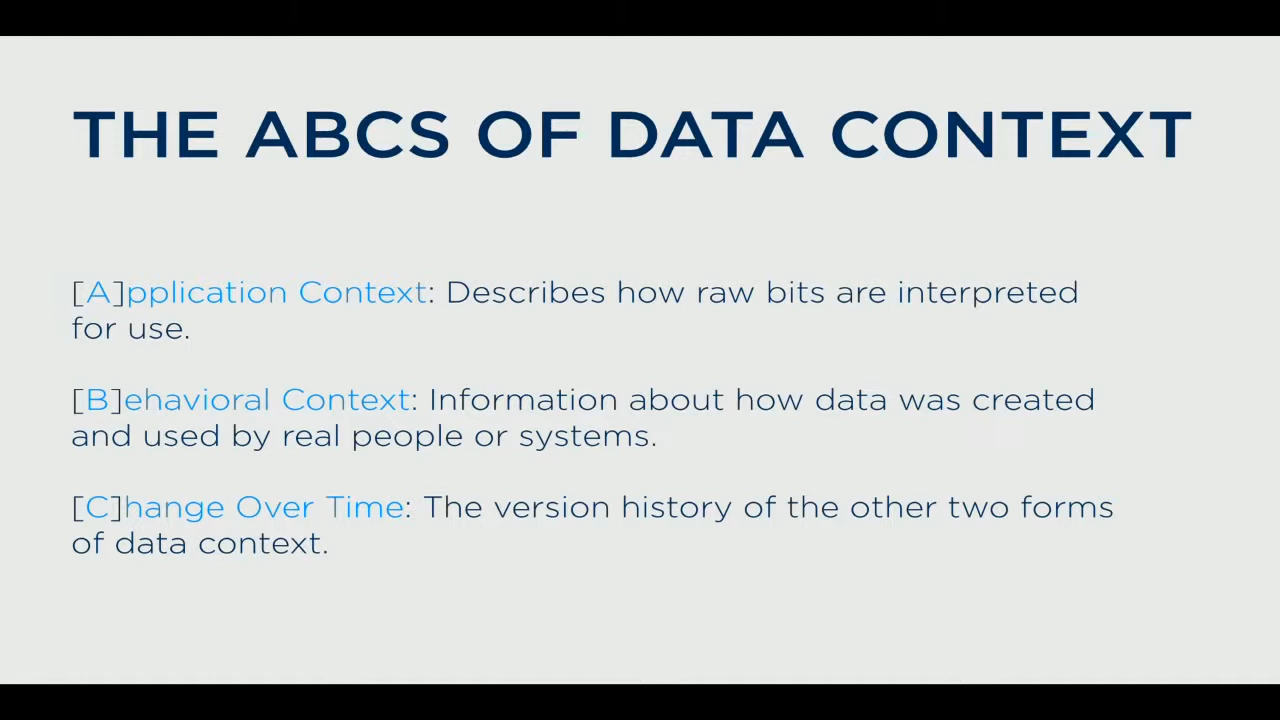 THE ABCS OF DATA CONTEXT
[A]pplication Context: Describes how raw bits are interpreted
for use.
[B]ehavioral Context: Information about how data was created
and used by real people or systems.
[C]hange Over Time: The version history of the other two forms
of data context.